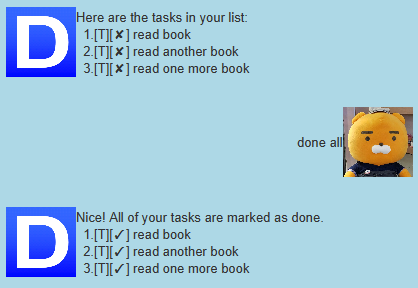 D
Here are the tasks in your list:
1.[T][✘] read book
2.[T][✘] read another book
3.[T][✘] read one more book
done all
D
Nice! All of your tasks are marked as done.
1.[T][✓] read book
2.[T][✓] read another book
3.[T][✓] read one more book